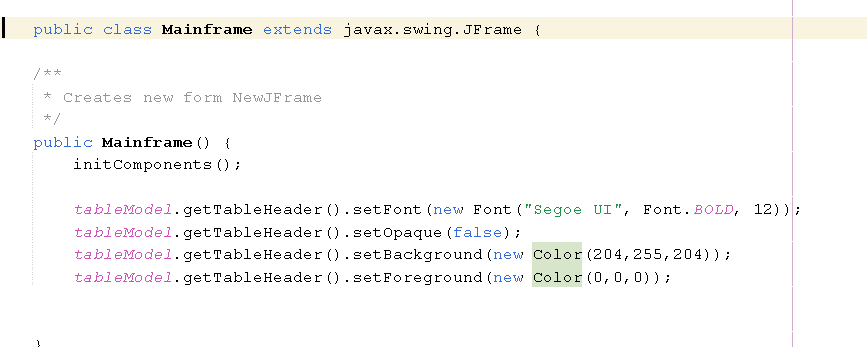 public class Mainframe extends javax.swing.JFrame {
/**
* Creates new form NewJFrame
*/
public Mainframe() {
initComponents();
tableModel.getTableHeader().setFont(new Font("Segoe UI", Font.BOLD, 12));
tableModel.getTableHeader().setOpaque(false);
tableModel.getTableHeader().setBackground(new Color(204,255,204));
tableModel.getTableHeader().setForeground(new Color(0,0,0));
}